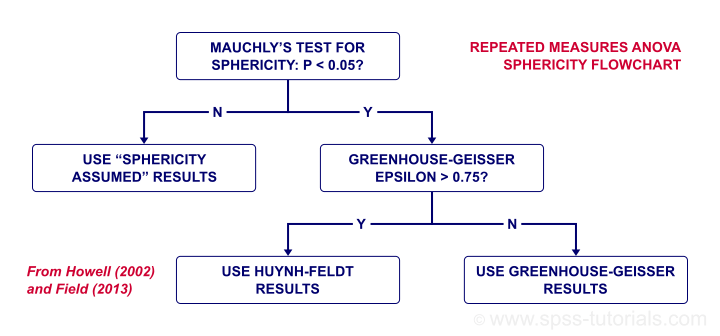 MAUCHLY'S TEST FOR
SPHERICITY: P < 0.05?
REPEATED MEASURES ANOVA
SPHERICITY FLOWCHART
N
Y
USE “SPHERICITY
ASSUMED” RESULTS
GREENHOUSE-GEISSER
EPSILON > 0.75?
Y
N
From Howell (2002)
and Field (2013)
USE HUYNH-FELDT
RESULTS
USE GREENHOUSE-GEISSER
RESULTS
© www.spss-tutorials.com